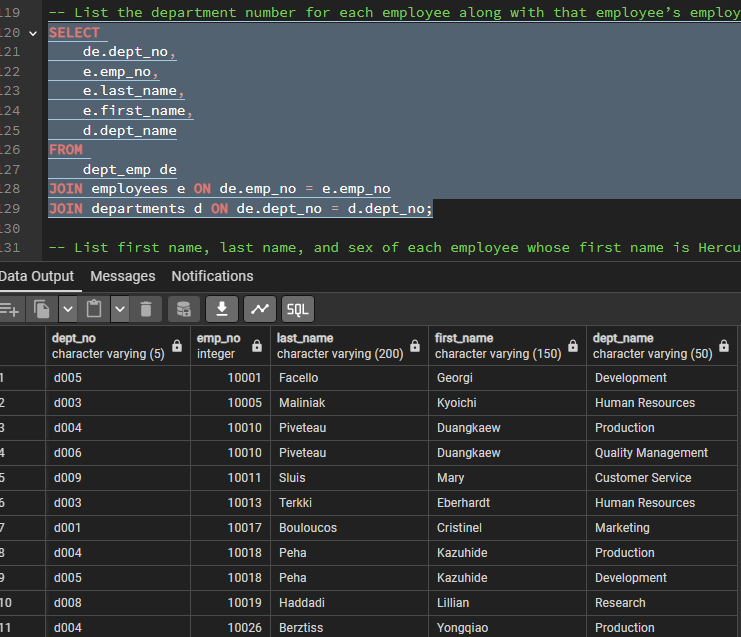 119 -- List the department number for each employee along with that employee’s employ
120 SELECT
121 de.dept_no,
122 e.emp_no,
123 e.last_name,
124 e.first_name,
125 d.dept_name
126 FROM
127 dept_emp de
128 JOIN employees e ON de.emp_no = e.emp_no
129 JOIN departments d ON de.dept_no = d.dept_no;
130
131 -- List first name, last name, and sex of each employee whose first name is Hercu
Data Output Messages Notifications
SQL
dept_no emp_no last_name first_name dept_name
character varying (5) integer character varying (200) character varying (150) character varying (50)
1 d005 10001 Facello Georgi Development
2 d003 10005 Maliniak Kyoichi Human Resources
3 d004 10010 Piveteau Duangkaew Production
4 d006 10010 Piveteau Duangkaew Quality Management
5 d009 10011 Sluis Mary Customer Service
6 d003 10013 Terkki Eberhardt Human Resources
7 d001 10017 Bouloucos Cristinel Marketing
8 d004 10018 Peha Kazuhide Production
9 d005 10018 Peha Kazuhide Development
10 d008 10019 Haddadi Lillian Research
11 d004 10026 Berztiss Yongqiao Production